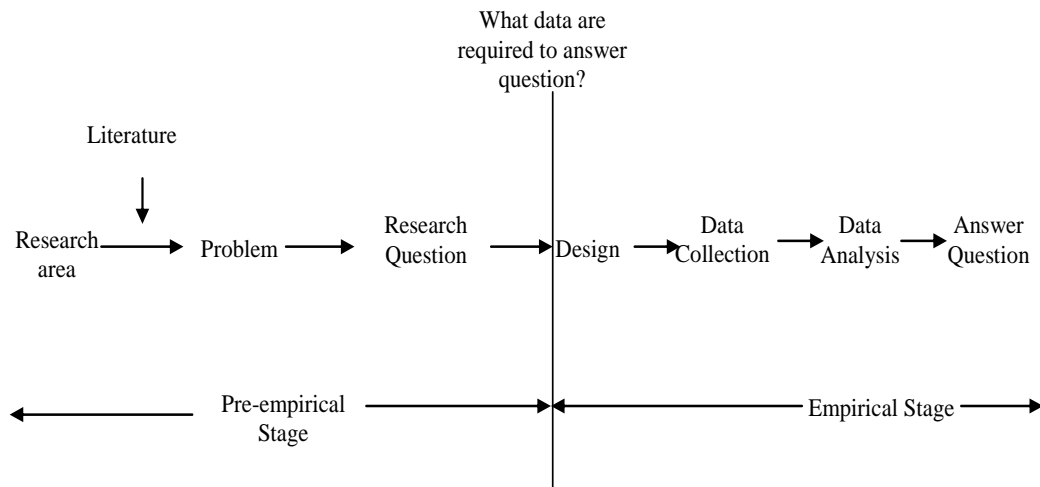 What data are
required to answer
question?
Literature
Research
area
Problem
Research
Question
Design
Data
Collection
Data
Analysis
Answer
Question
Pre-empirical
Stage
Empirical Stage